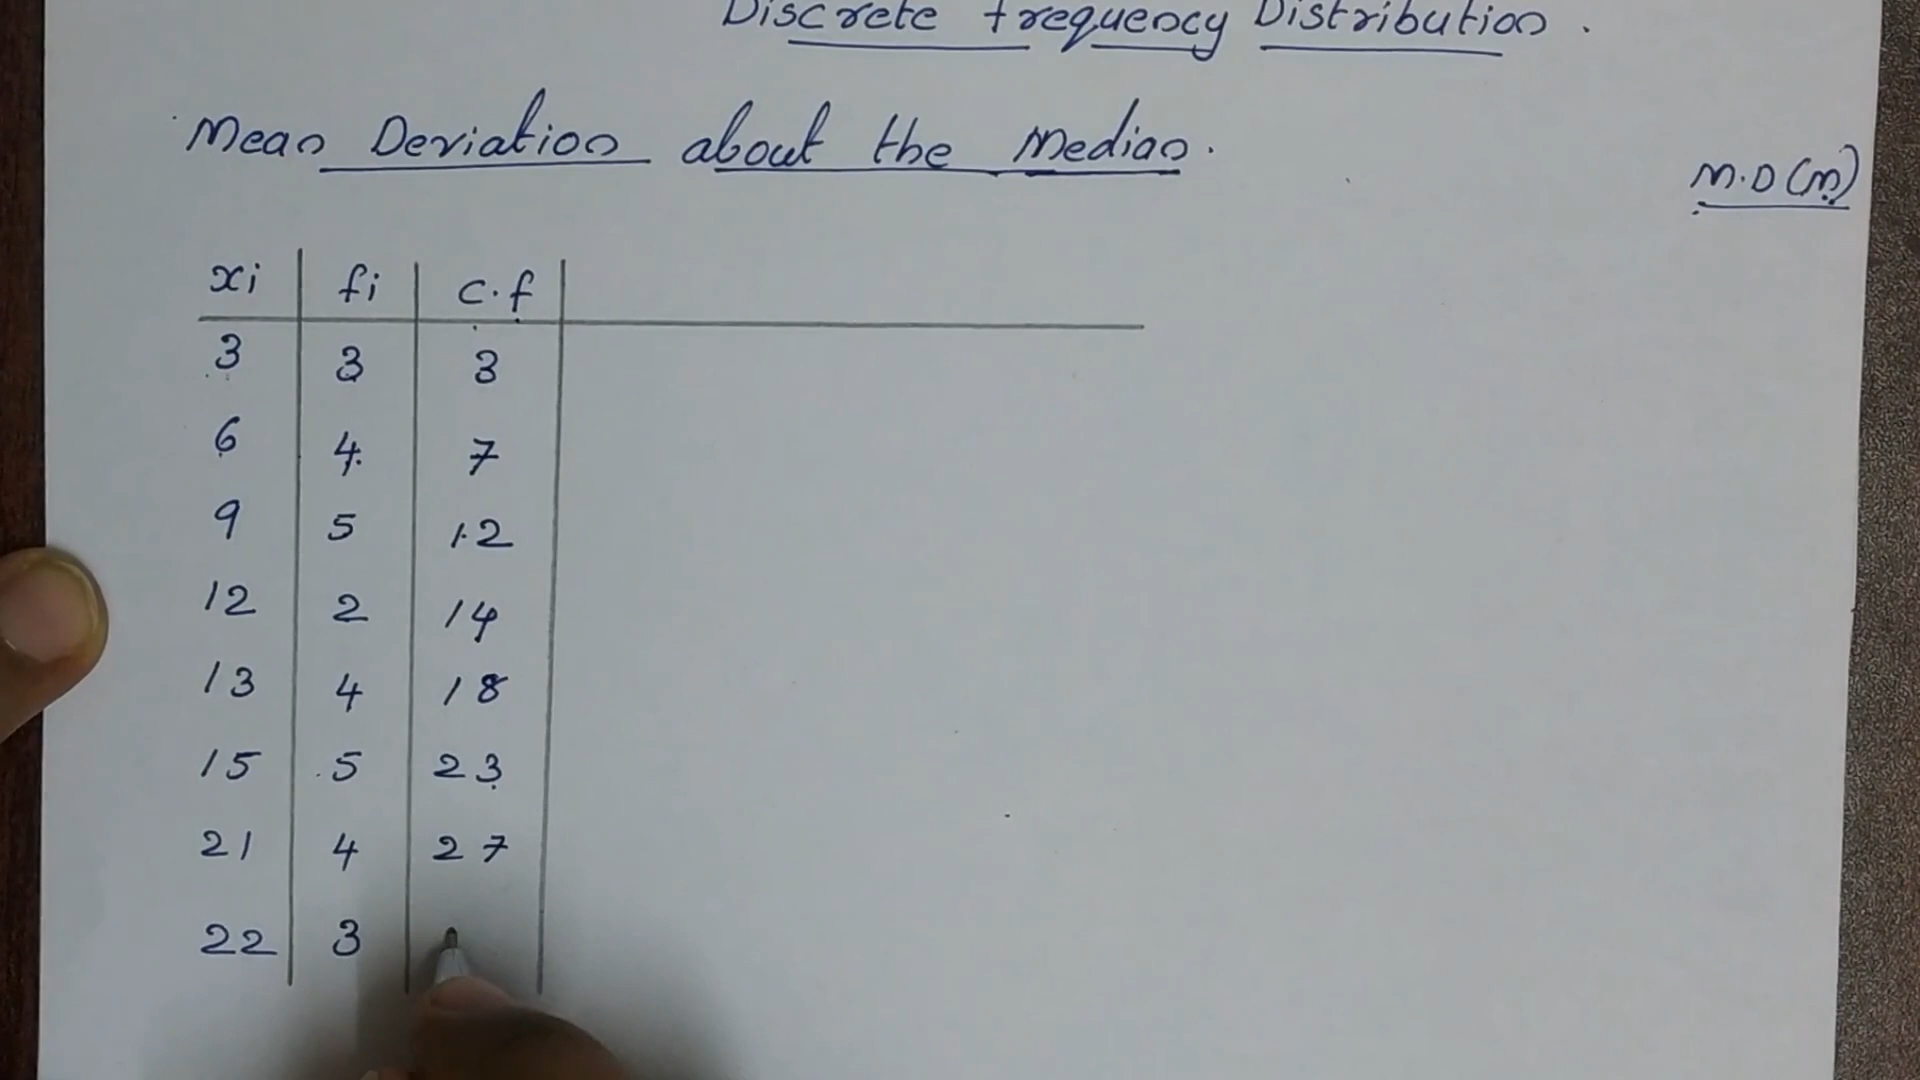 Discrete frequency Distribution .
Mean Deviation about the Median.
M.D(M)
xi fi c.f
3 3 3
6 4 7
9 5 12
12 2 14
13 4 18
15 5 23
21 4 27
22 3